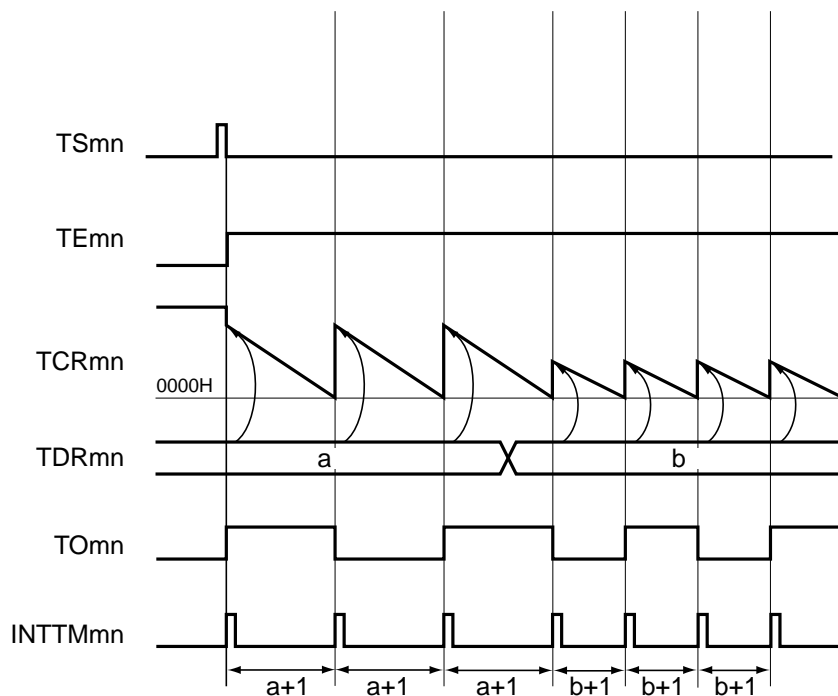 TSmn
TEmn
TCRmn
0000H
TDRmn
a
b
TOmn
INTTMmn
a+1 a+1 a+1 b+1 b+1 b+1